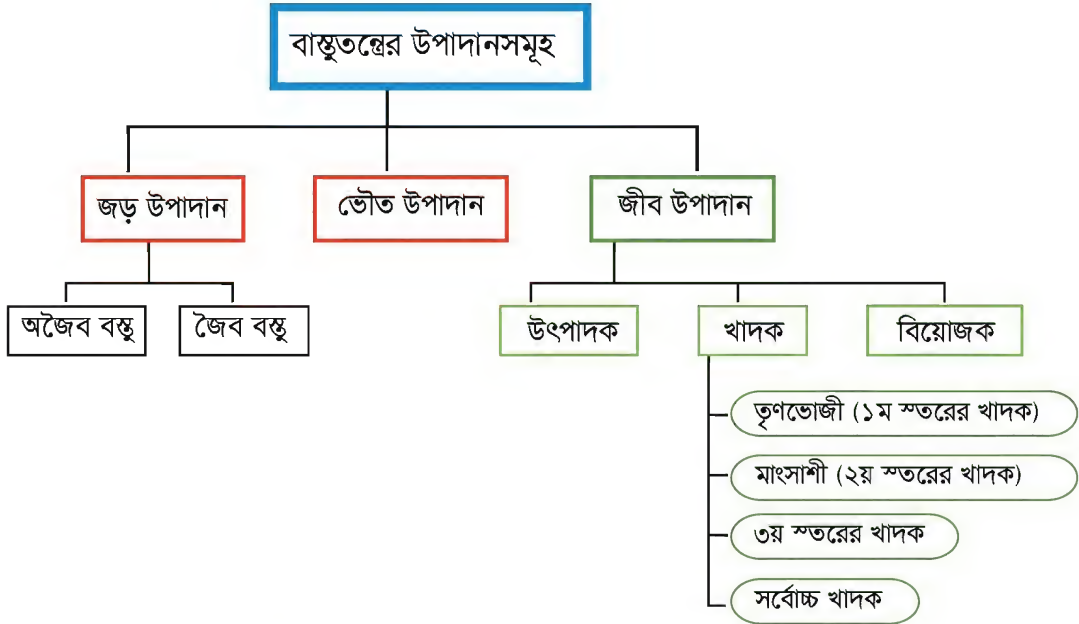 বাস্তুতন্ত্রের উপাদানসমূহ
জড় উপাদান
ভৌত উপাদান
জীব উপাদান
অজৈব বস্তু
জৈব বস্তু
উৎপাদক
খাদক
বিয়োজক
তৃণভোজী (১ম স্তরের খাদক)
মাংসাশী (২য় স্তরের খাদক)
৩য় স্তরের খাদক
সর্বোচ্চ খাদক